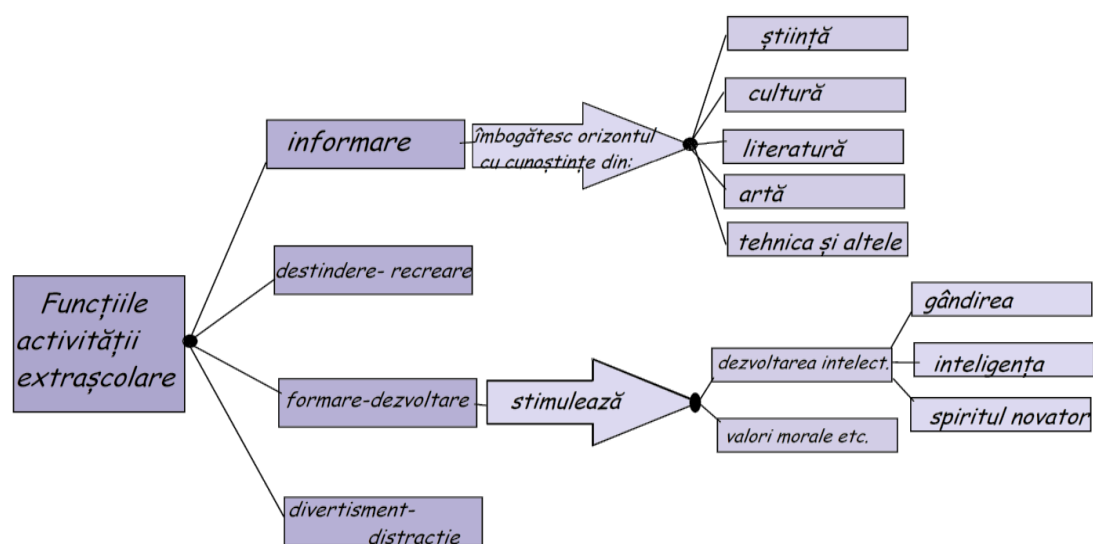 Funcțiile
activității
extrașcolare
informare
îmbogătesc orizontul
cu cunoștințe din:
știință
cultură
literatură
artă
tehnica și altele
destindere- recreare
formare-dezvoltare
stimulează
dezvoltarea intelect.
gândirea
inteligența
spiritul novator
valori morale etc.
divertisment-
distractie